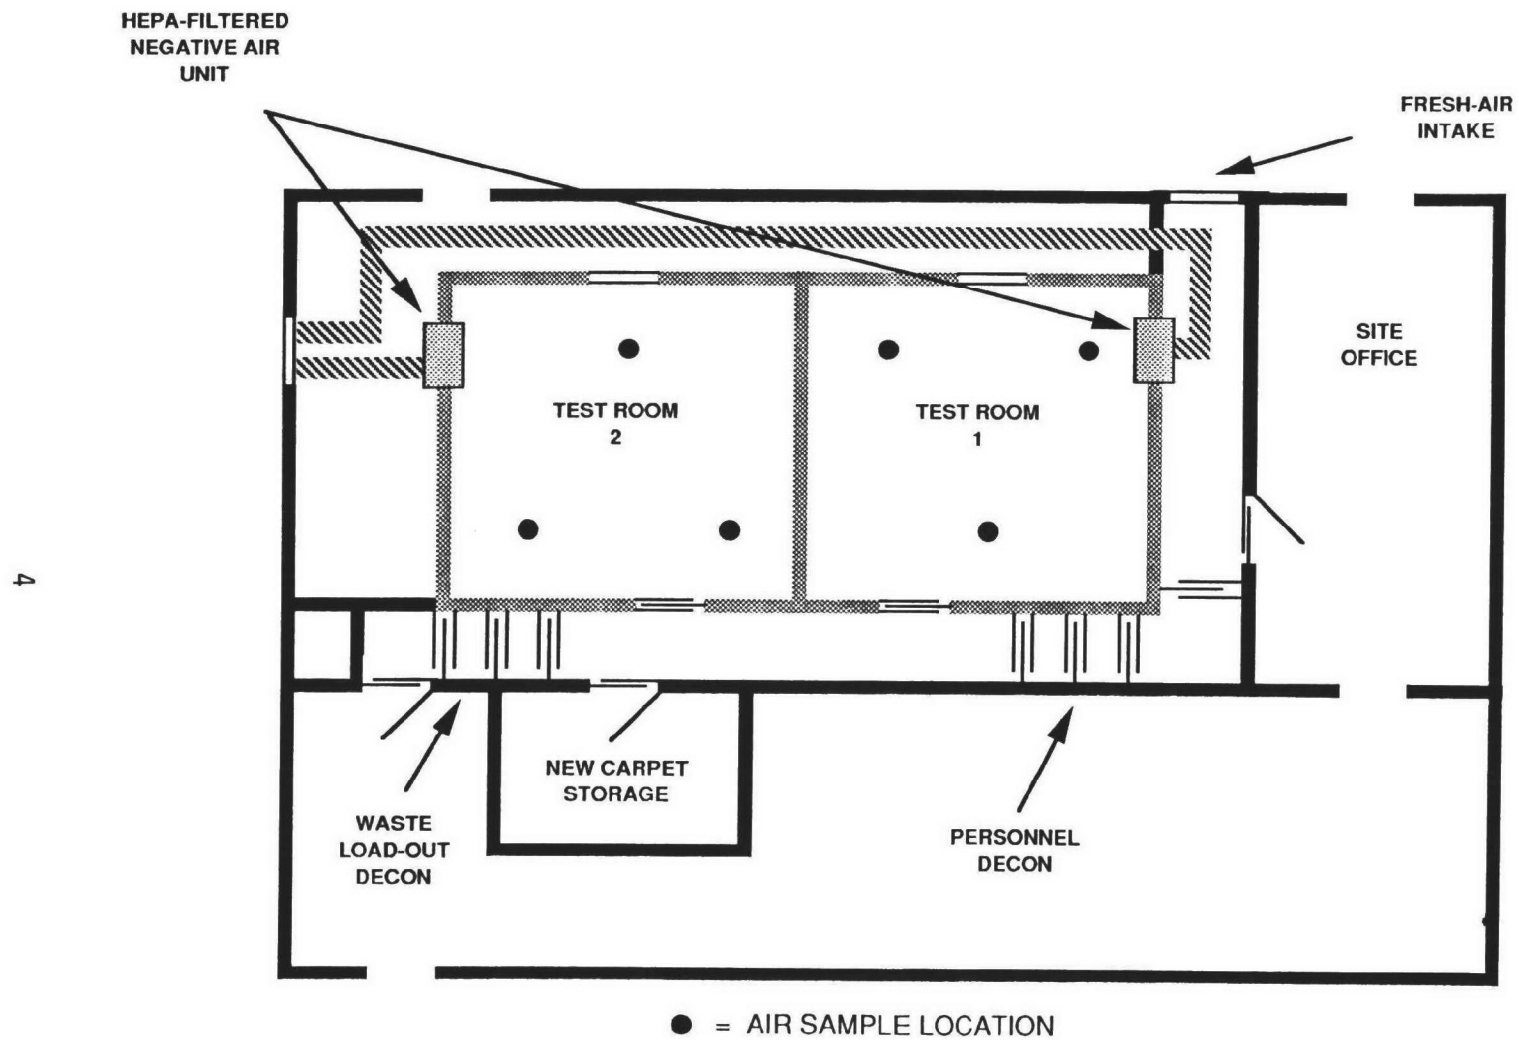 HEPA-FILTERED
NEGATIVE AIR
UNIT
FRESH-AIR
INTAKE
SITE
OFFICE
TEST ROOM
2
TEST ROOM
1
4
NEW CARPET
STORAGE
WASTE
LOAD-OUT
DECON
PERSONNEL
DECON
= AIR SAMPLE LOCATION